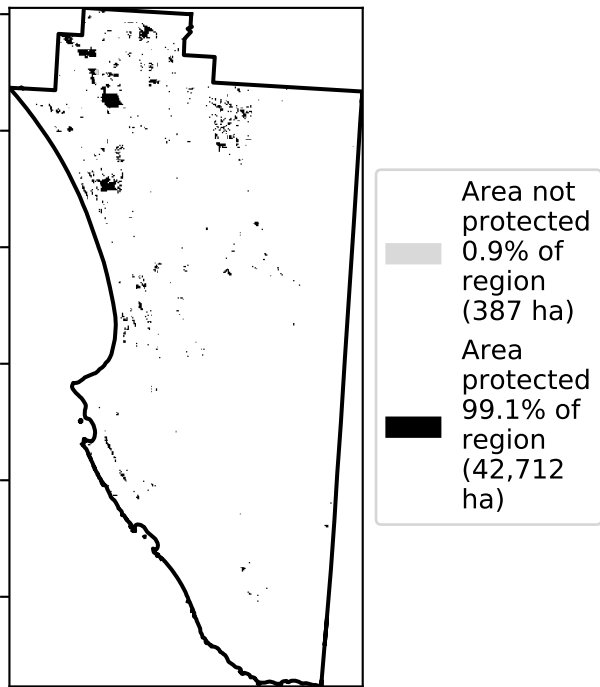 Area not
protected
0.9% of
region
(387 ha)
Area
protected
99.1% of
region
(42,712
ha)